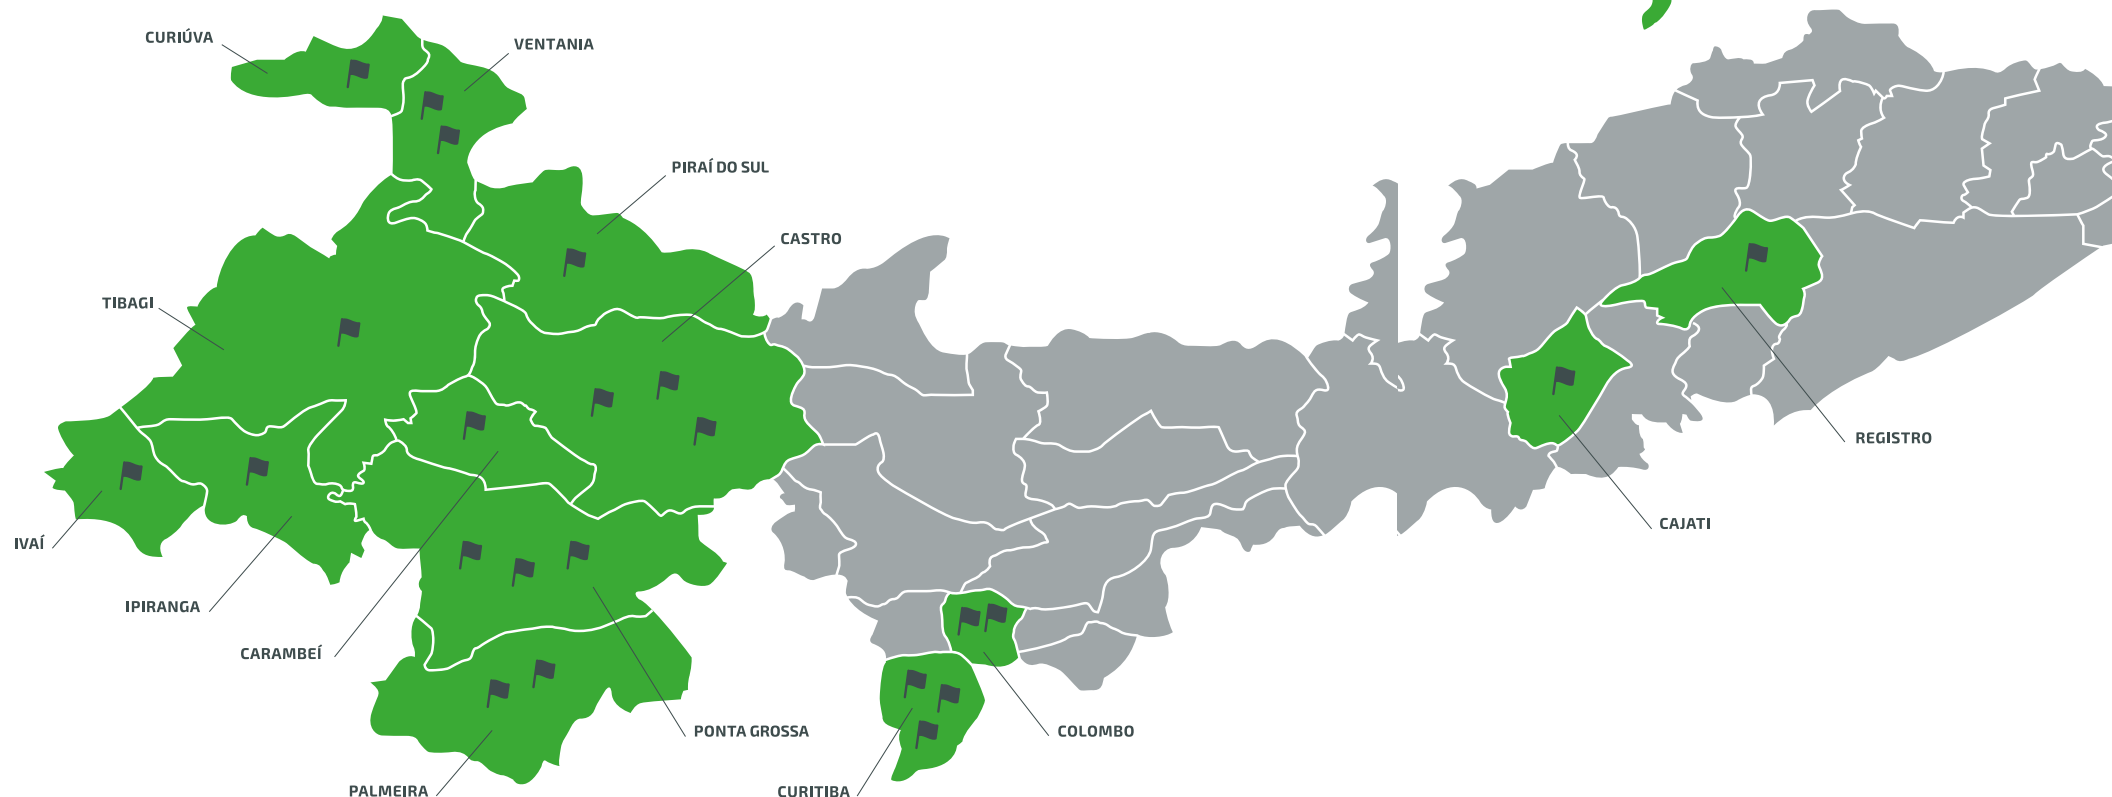 CURIÚVA
VENTANIA
PIRAÍ DO SUL
CASTRO
TIBAGI
REGISTRO
CAJATI
IVAÍ
IPIRANGA
CARAMBEÍ
PONTA GROSSA
COLOMBO
PALMEIRA
CURITIBA